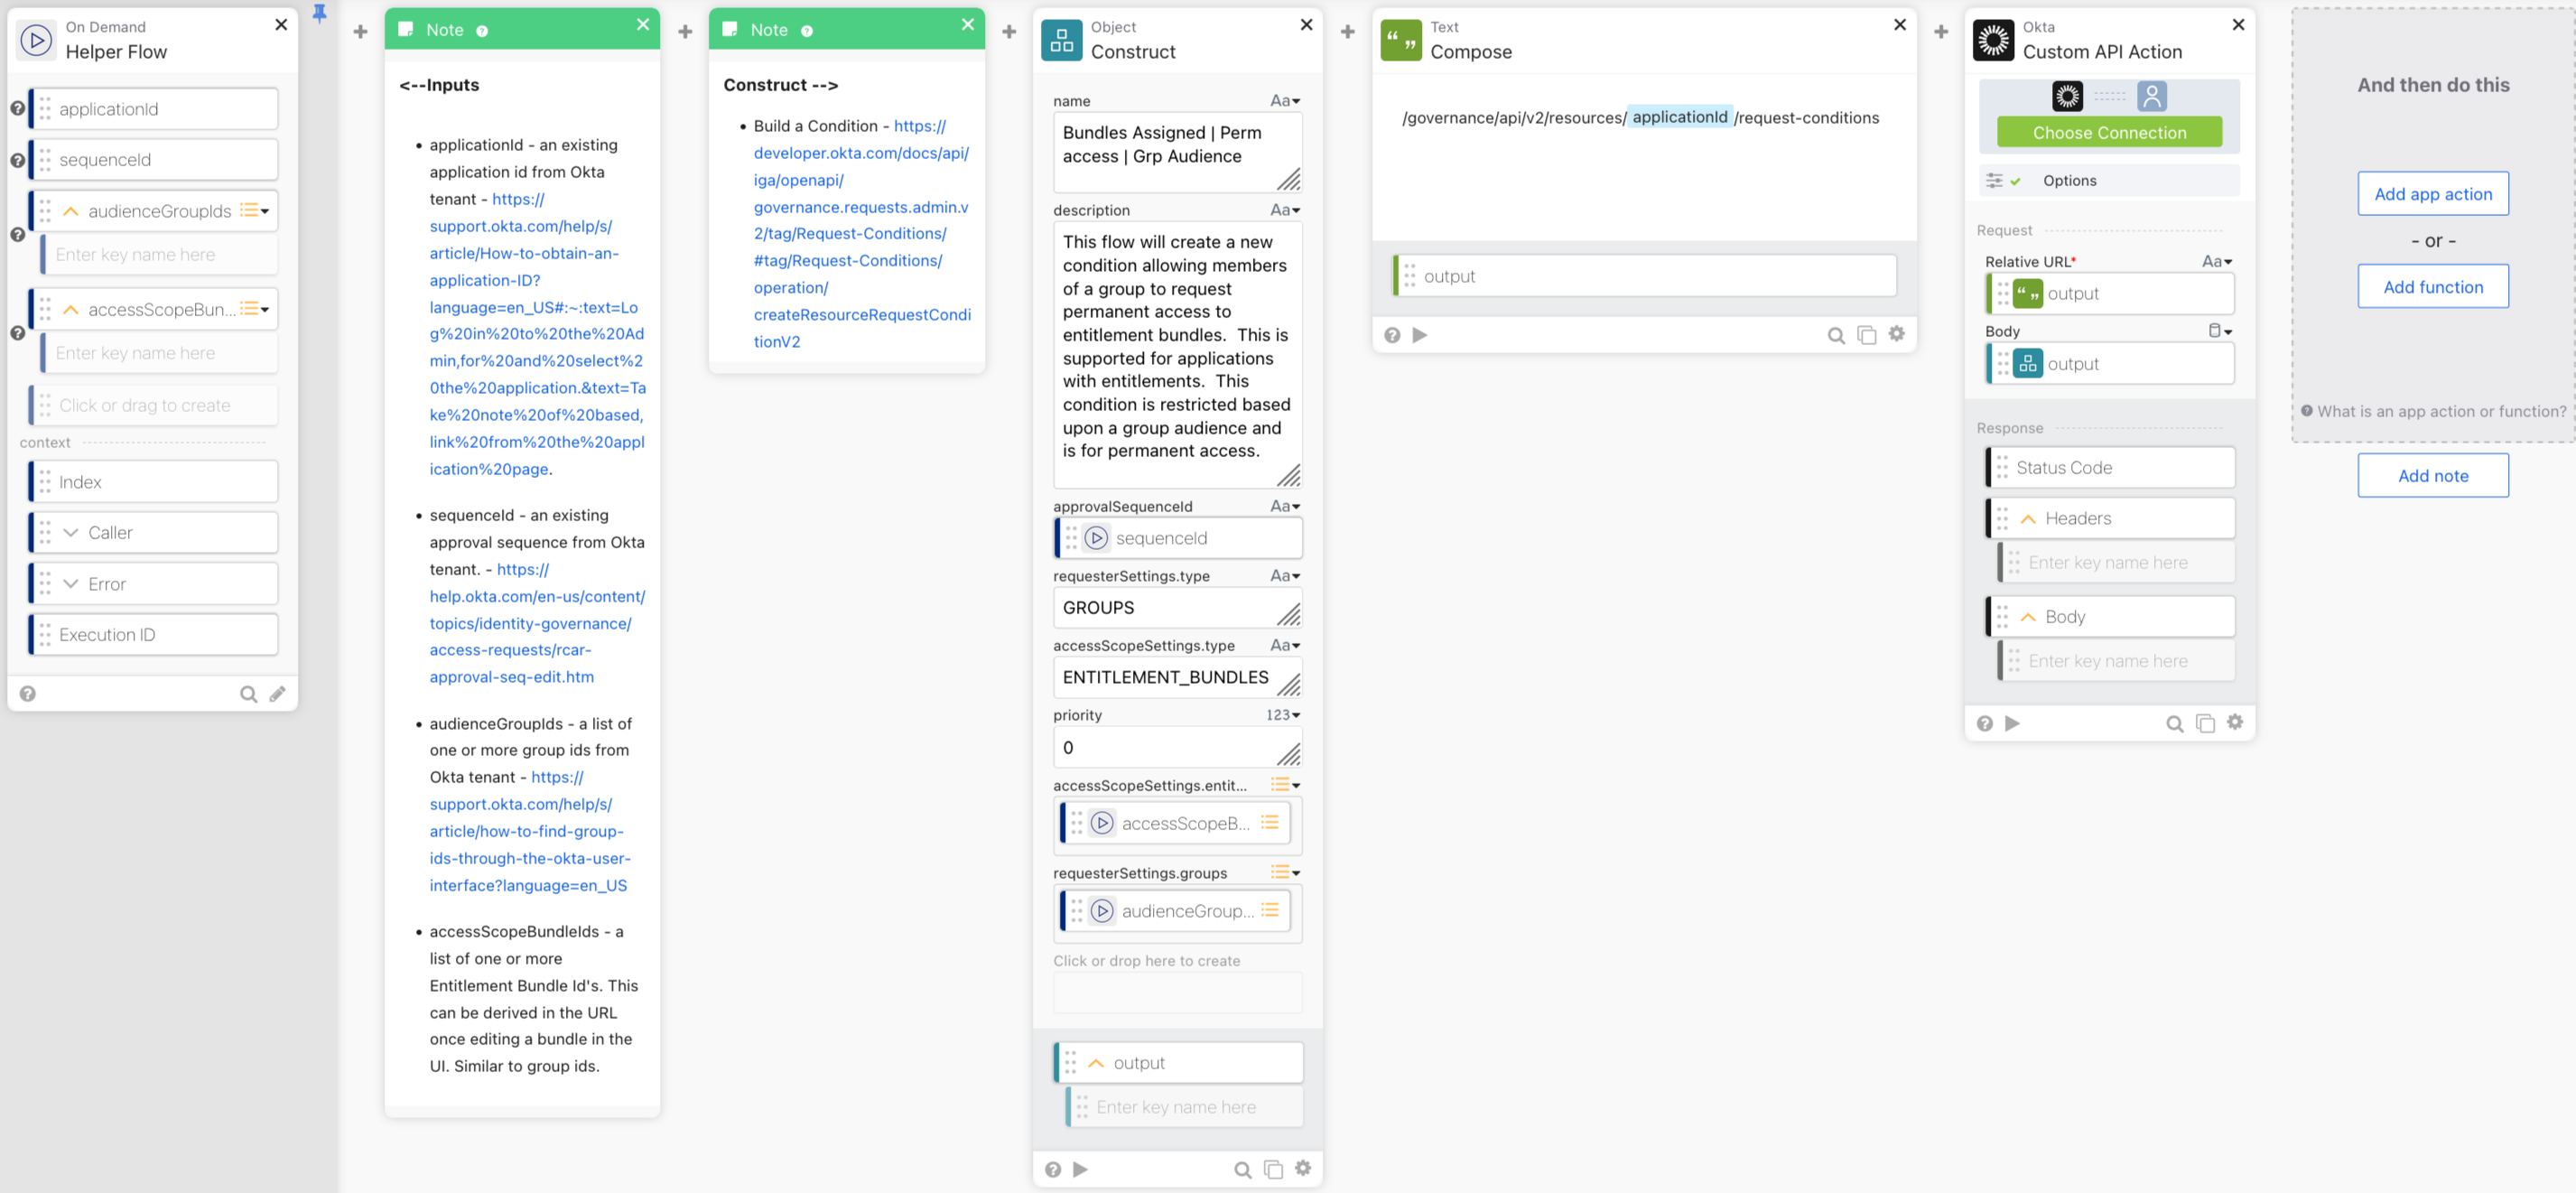 On Demand
Helper Flow
applicationId
sequenceId
audienceGroupIds
Enter key name here
accessScopeBun...
Enter key name here
Click or drag to create
context
Index
Caller
Error
Execution ID
Note
<--Inputs
applicationId - an existing
application id from Okta
tenant - https://
support.okta.com/help/s/
article/How-to-obtain-an-
application-ID?
language=en_US#:~:text=Lo
g%20in%20to%20the%20Ad
min,for%20and%20select%2
0the%20application.&text=Ta
ke%20note%20of%20based,
link%20from%20the%20appl
ication%20page.
sequenceId - an existing
approval sequence from Okta
tenant. - https://
help.okta.com/en-us/content/
topics/identity-governance/
access-requests/rcar-
approval-seq-edit.htm
audienceGroupIds - a list of
one or more group ids from
Okta tenant - https://
support.okta.com/help/s/
article/how-to-find-group-
ids-through-the-okta-user-
interface?language=en_US
accessScopeBundleIds - a
list of one or more
Entitlement Bundle Id's. This
can be derived in the URL
once editing a bundle in the
UI. Similar to group ids.
Note
Construct -->
Build a Condition - https://
developer.okta.com/docs/api/
iga/openapi/
governance.requests.admin.v
2/tag/Request-Conditions/
#tag/Request-Conditions/
operation/
createResourceRequestCondi
tionV2
Object
Construct
name Aa
Bundles Assigned | Perm
access | Grp Audience
description Aa
This flow will create a new
condition allowing members
of a group to request
permanent access to
entitlement bundles. This is
supported for applications
with entitlements. This
condition is restricted based
upon a group audience and
is for permanent access.
approvalSequenceId Aa
sequenceId
requesterSettings.type Aa
GROUPS
accessScopeSettings.type Aa
ENTITLEMENT_BUNDLES
priority 123
0
accessScopeSettings.entit...
accessScopeB...
requesterSettings.groups
audienceGroup...
Click or drop here to create
output
Enter key name here
Text
Compose
/governance/api/v2/resources/ applicationId /request-conditions
output
Okta
Custom API Action
Choose Connection
Options
Request
Relative URL* Aa
output
Body
output
Response
Status Code
Headers
Enter key name here
Body
Enter key name here
And then do this
Add app action
- or -
Add function
What is an app action or function?
Add note